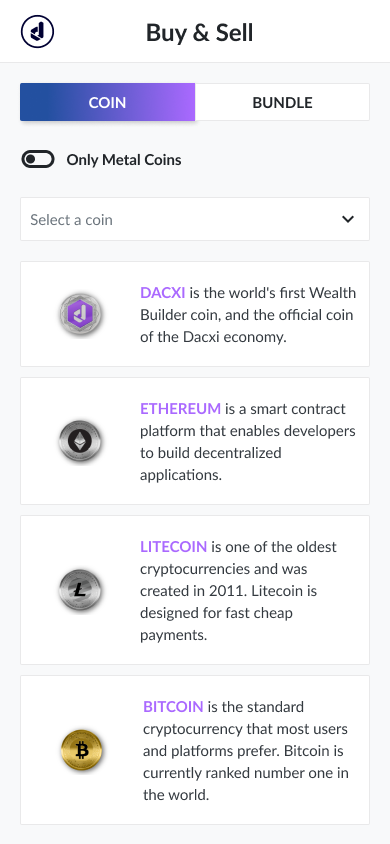 Buy & Sell
COIN
BUNDLE
Only Metal Coins
Select a coin
DACXI is the world's first Wealth
Builder coin, and the official coin
of the Dacxi economy.
ETHEREUM is a smart contract
platform that enables developers
to build decentralized
applications.
LITECOIN is one of the oldest
cryptocurrencies and was
created in 2011. Litecoin is
designed for fast cheap
payments.
BITCOIN is the standard
cryptocurrency that most users
and platforms prefer. Bitcoin is
currently ranked number one in
the world.